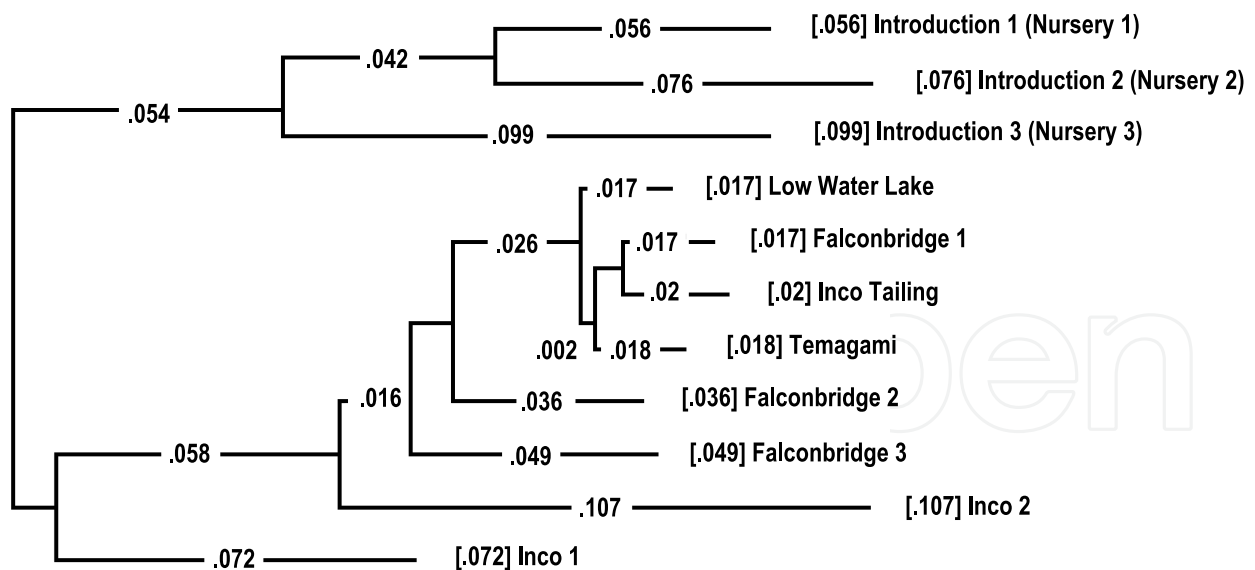 .056 [.056] Introduction 1 (Nursery 1)
.042
.076 [.076] Introduction 2 (Nursery 2)
.054
.099 [.099] Introduction 3 (Nursery 3)
.017 [.017] Low Water Lake
.026 .017 [.017] Falconbridge 1
.02 [.02] Inco Tailing
.002 .018 [.018] Temagami
.016 .036 [.036] Falconbridge 2
.058 .049 [.049] Falconbridge 3
.107 [.107] Inco 2
.072 [.072] Inco 1
pen